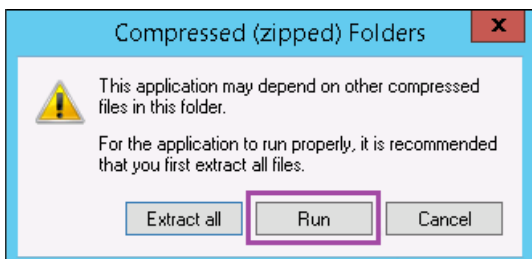 Compressed (zipped) Folders
x
This application may depend on other compressed
files in this folder.
For the application to run properly, it is recommended
that you first extract all files.
Extract all Run Cancel